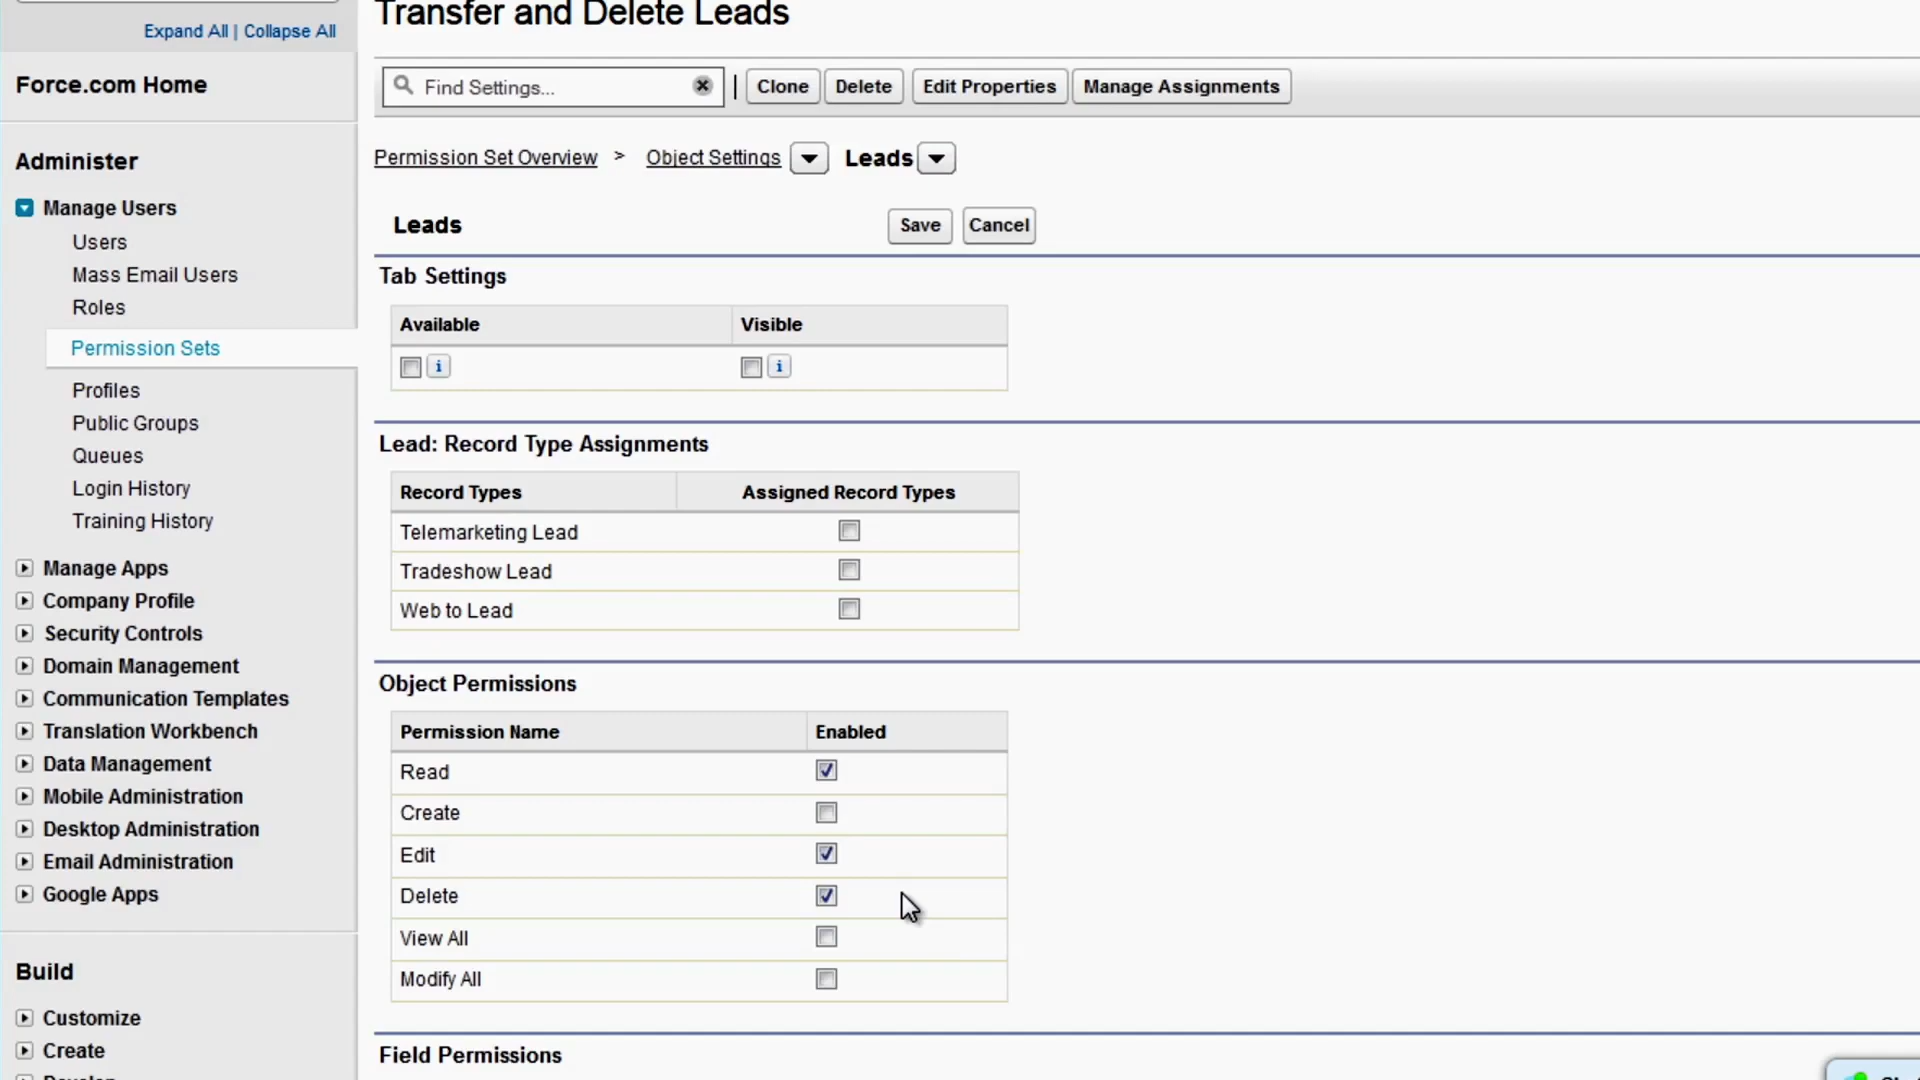 Transfer and Delete Leads
Expand All | Collapse All
Force.com Home
Find Settings...
Clone
Delete
Edit Properties
Manage Assignments
Permission Set Overview > Object Settings Leads
Administer
Manage Users
Users
Mass Email Users
Roles
Permission Sets
Profiles
Public Groups
Queues
Login History
Training History
Manage Apps
Company Profile
Security Controls
Domain Management
Communication Templates
Translation Workbench
Data Management
Mobile Administration
Desktop Administration
Email Administration
Google Apps
Build
Customize
Create
Leads
Save
Cancel
Tab Settings
Available Visible
i i
Lead: Record Type Assignments
Record Types Assigned Record Types
Telemarketing Lead
Tradeshow Lead
Web to Lead
Object Permissions
Permission Name Enabled
Read
Create
Edit
Delete
View All
Modify All
Field Permissions